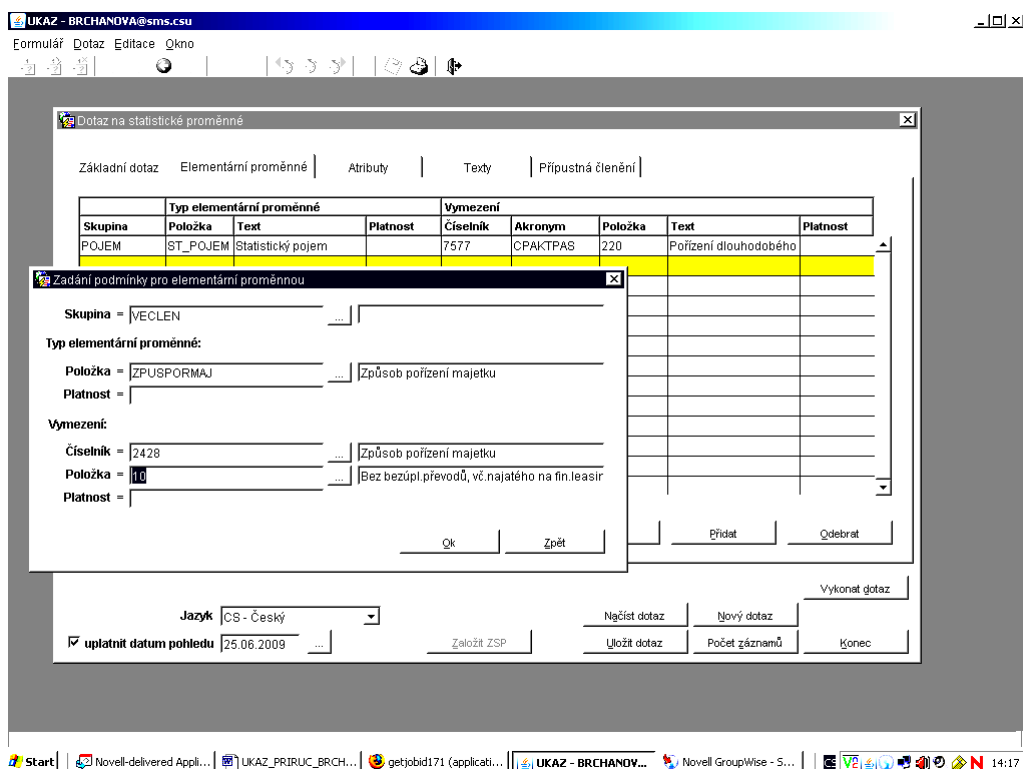 UKAZ - BRCHANOVA@sms.csu
Formulář Dotaz Editace Okno
Dotaz na statistické proměnné
Základní dotaz Elementární proměnné Atributy Texty Přípustná členění
Typ elementární proměnné Vymezení
Skupina Položka Text Platnost Číselník Akronym Položka Text Platnost
POJEM ST_POJEM Statistický pojem 7577 CPAKTPAS 220 Pořízení dlouhodobého
Zadání podmínky pro elementární proměnnou
Skupina = VECLEN ...
Typ elementární proměnné:
Položka = ZPUSPORMAJ ... Způsob pořízení majetku
Platnost =
Vymezení:
Číselník = 2428 ... Způsob pořízení majetku
Položka = 10 ... Bez bezúpl.převodů, vč.najatého na fin.leasir
Platnost =
Ok Zpět
Přidat Odebrat
Vykonat dotaz
Jazyk CS - Český Načíst dotaz Nový dotaz
uplatnit datum pohledu 25.06.2009 ... Založit ZSP Uložit dotaz Počet záznamů Konec
Start Novell-delivered Appli... UKAZ_PRIRUC_BRCH... getjobid171 (applicati... UKAZ - BRCHANOV... Novell GroupWise - S... N 14:17